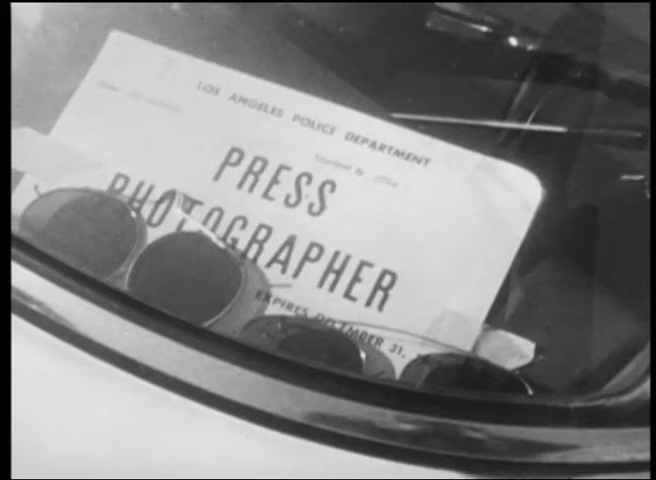 LOS ANGELES POLICE DEPARTMENT
PRESS
PHOTOGRAPHER
EXPIRES DECEMBER 31,